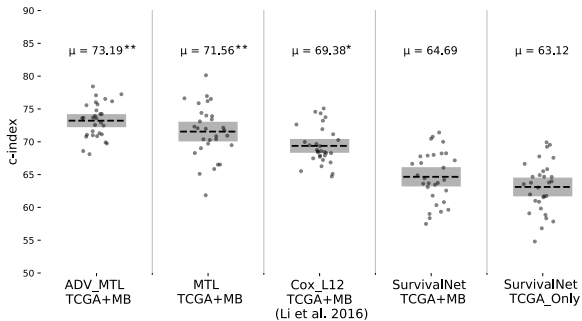 90
85
80
75
70
65
60
55
50
c-index
μ = 73.19**
μ = 71.56**
μ = 69.38*
μ = 64.69
μ = 63.12
ADV_MTL
TCGA+MB
MTL
TCGA+MB
Cox_L12
TCGA+MB
(Li et al. 2016)
SurvivalNet
TCGA+MB
SurvivalNet
TCGA_Only